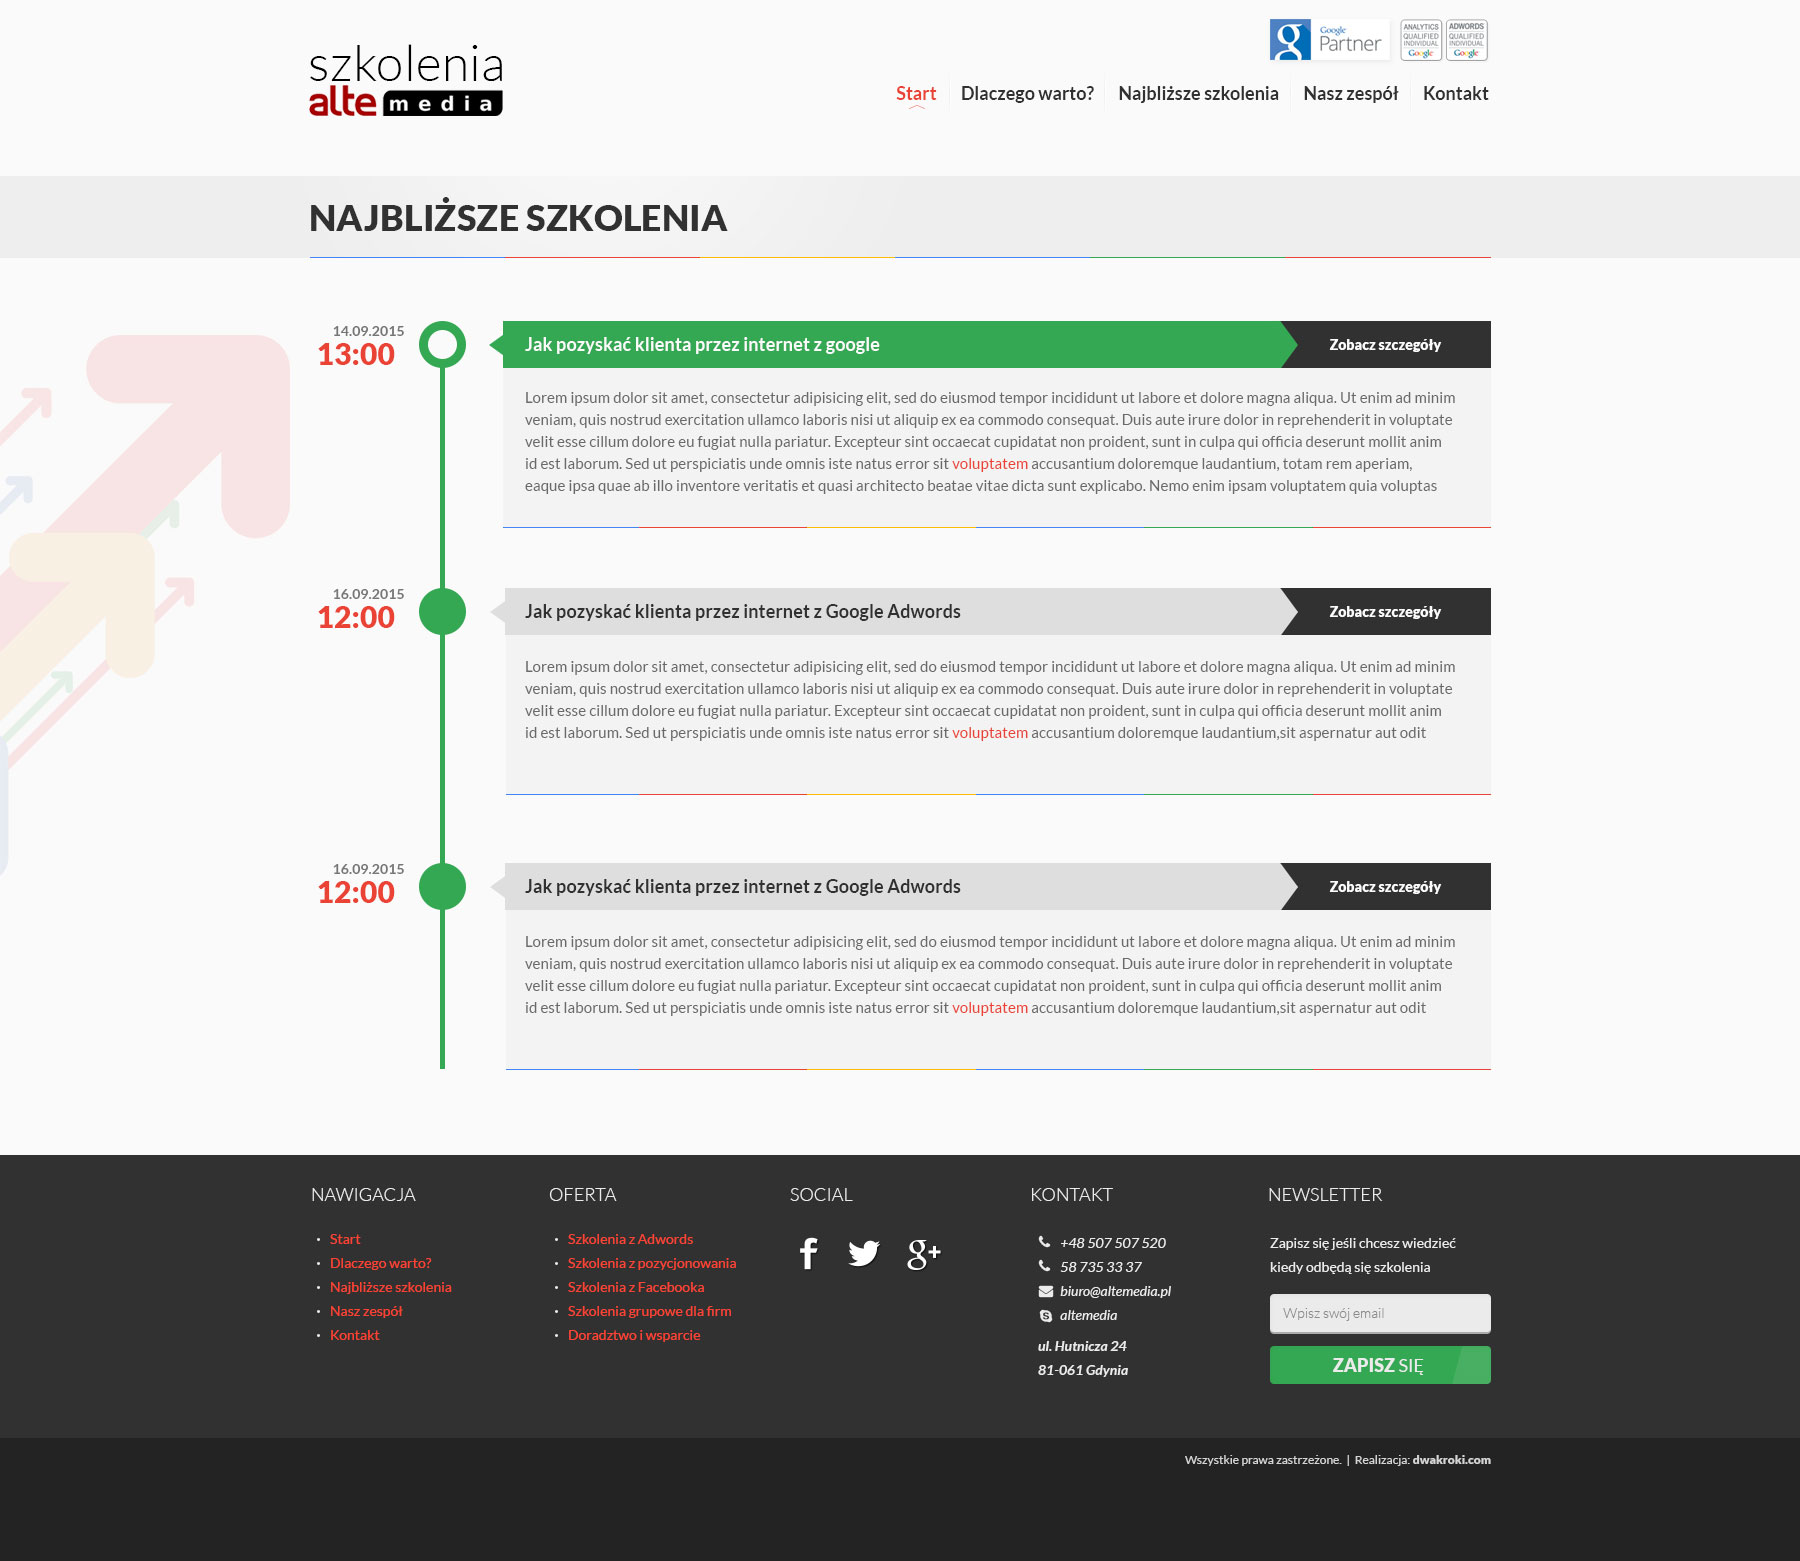 szkolenia
alte media
Google Partner
ANALYTICS QUALIFIED INDIVIDUAL Google
ADWORDS QUALIFIED INDIVIDUAL Google
Start Dlaczego warto? Najbliższe szkolenia Nasz zespół Kontakt
NAJBLIŻSZE SZKOLENIA
14.09.2015
13:00
Jak pozyskać klienta przez internet z google
Zobacz szczegóły
Lorem ipsum dolor sit amet, consectetur adipisicing elit, sed do eiusmod tempor incididunt ut labore et dolore magna aliqua. Ut enim ad minim
veniam, quis nostrud exercitation ullamco laboris nisi ut aliquip ex ea commodo consequat. Duis aute irure dolor in reprehenderit in voluptate
velit esse cillum dolore eu fugiat nulla pariatur. Excepteur sint occaecat cupidatat non proident, sunt in culpa qui officia deserunt mollit anim
id est laborum. Sed ut perspiciatis unde omnis iste natus error sit voluptatem accusantium doloremque laudantium, totam rem aperiam,
eaque ipsa quae ab illo inventore veritatis et quasi architecto beatae vitae dicta sunt explicabo. Nemo enim ipsam voluptatem quia voluptas
16.09.2015
12:00
Jak pozyskać klienta przez internet z Google Adwords
Zobacz szczegóły
Lorem ipsum dolor sit amet, consectetur adipisicing elit, sed do eiusmod tempor incididunt ut labore et dolore magna aliqua. Ut enim ad minim
veniam, quis nostrud exercitation ullamco laboris nisi ut aliquip ex ea commodo consequat. Duis aute irure dolor in reprehenderit in voluptate
velit esse cillum dolore eu fugiat nulla pariatur. Excepteur sint occaecat cupidatat non proident, sunt in culpa qui officia deserunt mollit anim
id est laborum. Sed ut perspiciatis unde omnis iste natus error sit voluptatem accusantium doloremque laudantium,sit aspernatur aut odit
16.09.2015
12:00
Jak pozyskać klienta przez internet z Google Adwords
Zobacz szczegóły
Lorem ipsum dolor sit amet, consectetur adipisicing elit, sed do eiusmod tempor incididunt ut labore et dolore magna aliqua. Ut enim ad minim
veniam, quis nostrud exercitation ullamco laboris nisi ut aliquip ex ea commodo consequat. Duis aute irure dolor in reprehenderit in voluptate
velit esse cillum dolore eu fugiat nulla pariatur. Excepteur sint occaecat cupidatat non proident, sunt in culpa qui officia deserunt mollit anim
id est laborum. Sed ut perspiciatis unde omnis iste natus error sit voluptatem accusantium doloremque laudantium,sit aspernatur aut odit
NAWIGACJA
Start
Dlaczego warto?
Najbliższe szkolenia
Nasz zespół
Kontakt
OFERTA
Szkolenia z Adwords
Szkolenia z pozycjonowania
Szkolenia z Facebooka
Szkolenia grupowe dla firm
Doradztwo i wsparcie
SOCIAL
KONTAKT
+48 507 507 520
58 735 33 37
biuro@altemedia.pl
altemedia
ul. Hutnicza 24
81-061 Gdynia
NEWSLETTER
Zapisz się jeśli chcesz wiedzieć
kiedy odbędą się szkolenia
Wpisz swój email
ZAPISZ SIĘ
Wszystkie prawa zastrzeżone. | Realizacja: dwakroki.com